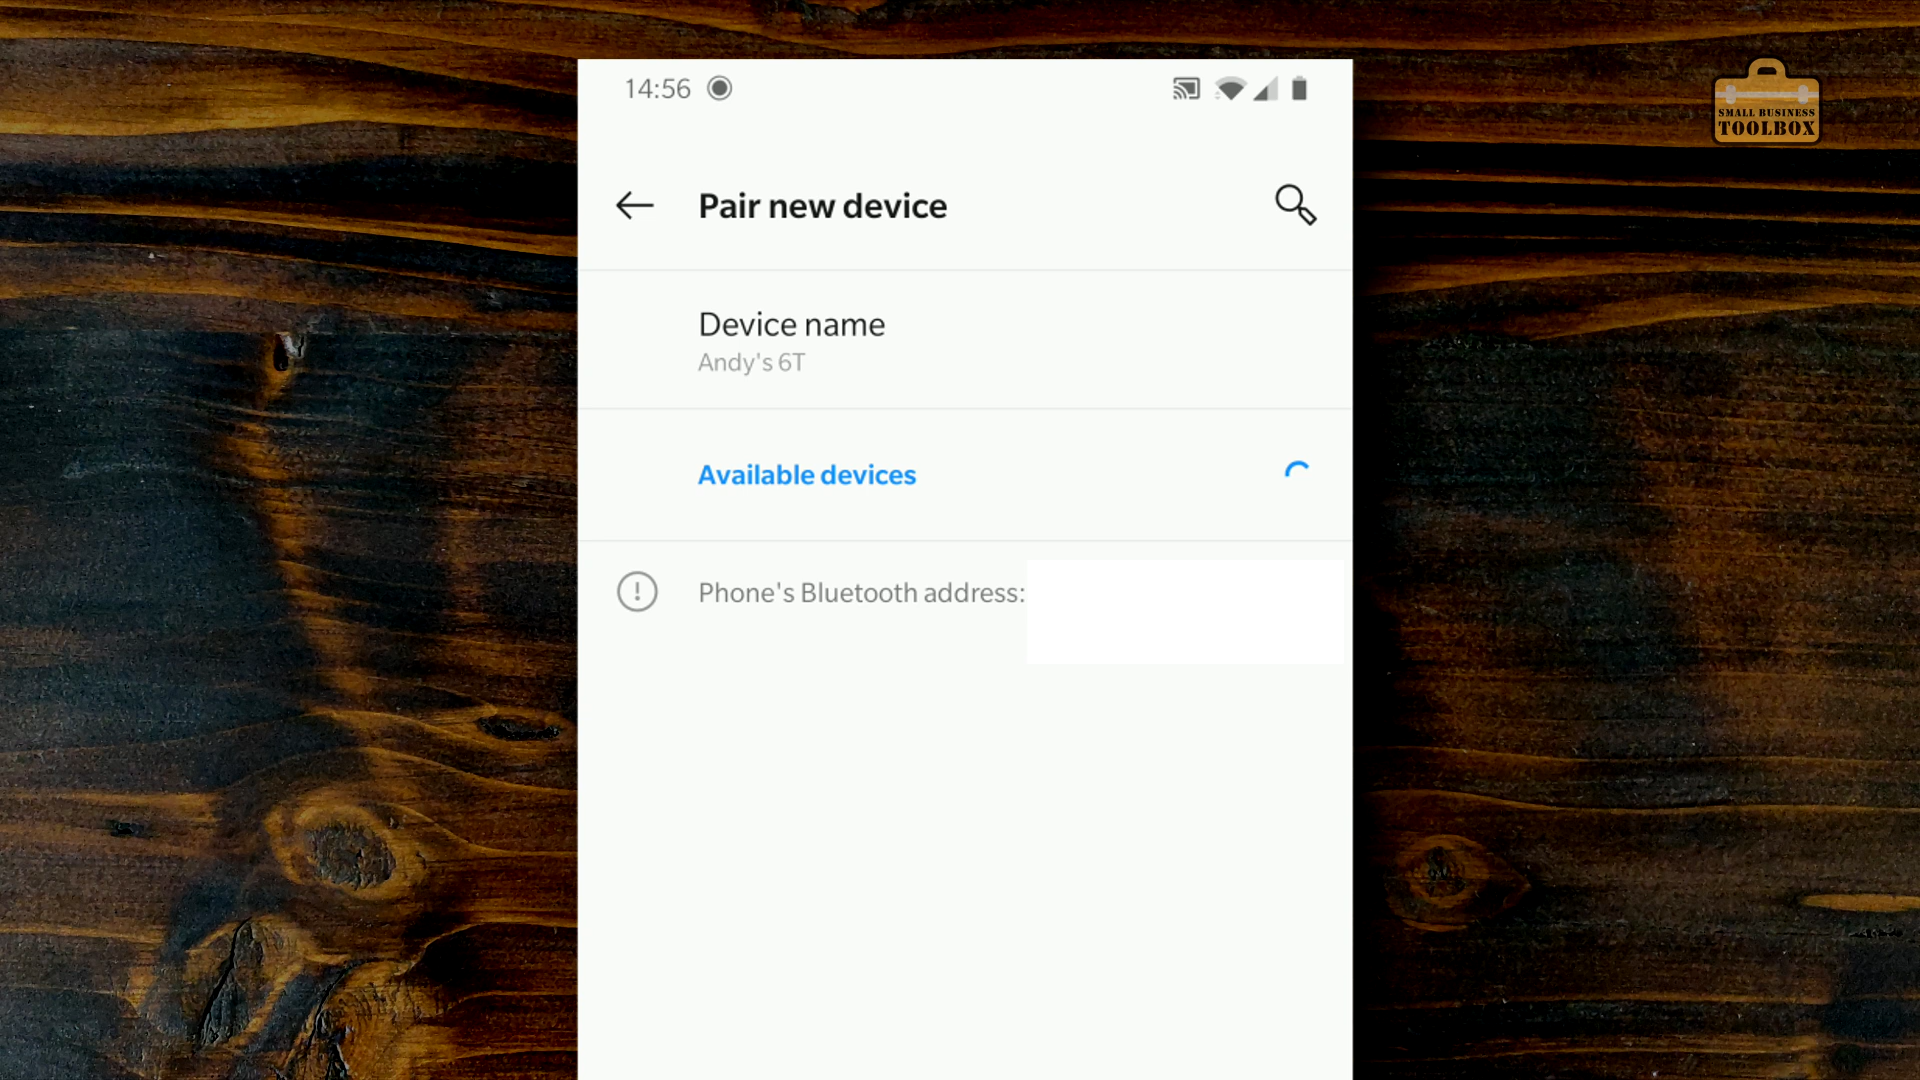 14:56
SMALL BUSINESS
TOOLBOX
Pair new device
Device name
Andy's 6T
Available devices
Phone's Bluetooth address: